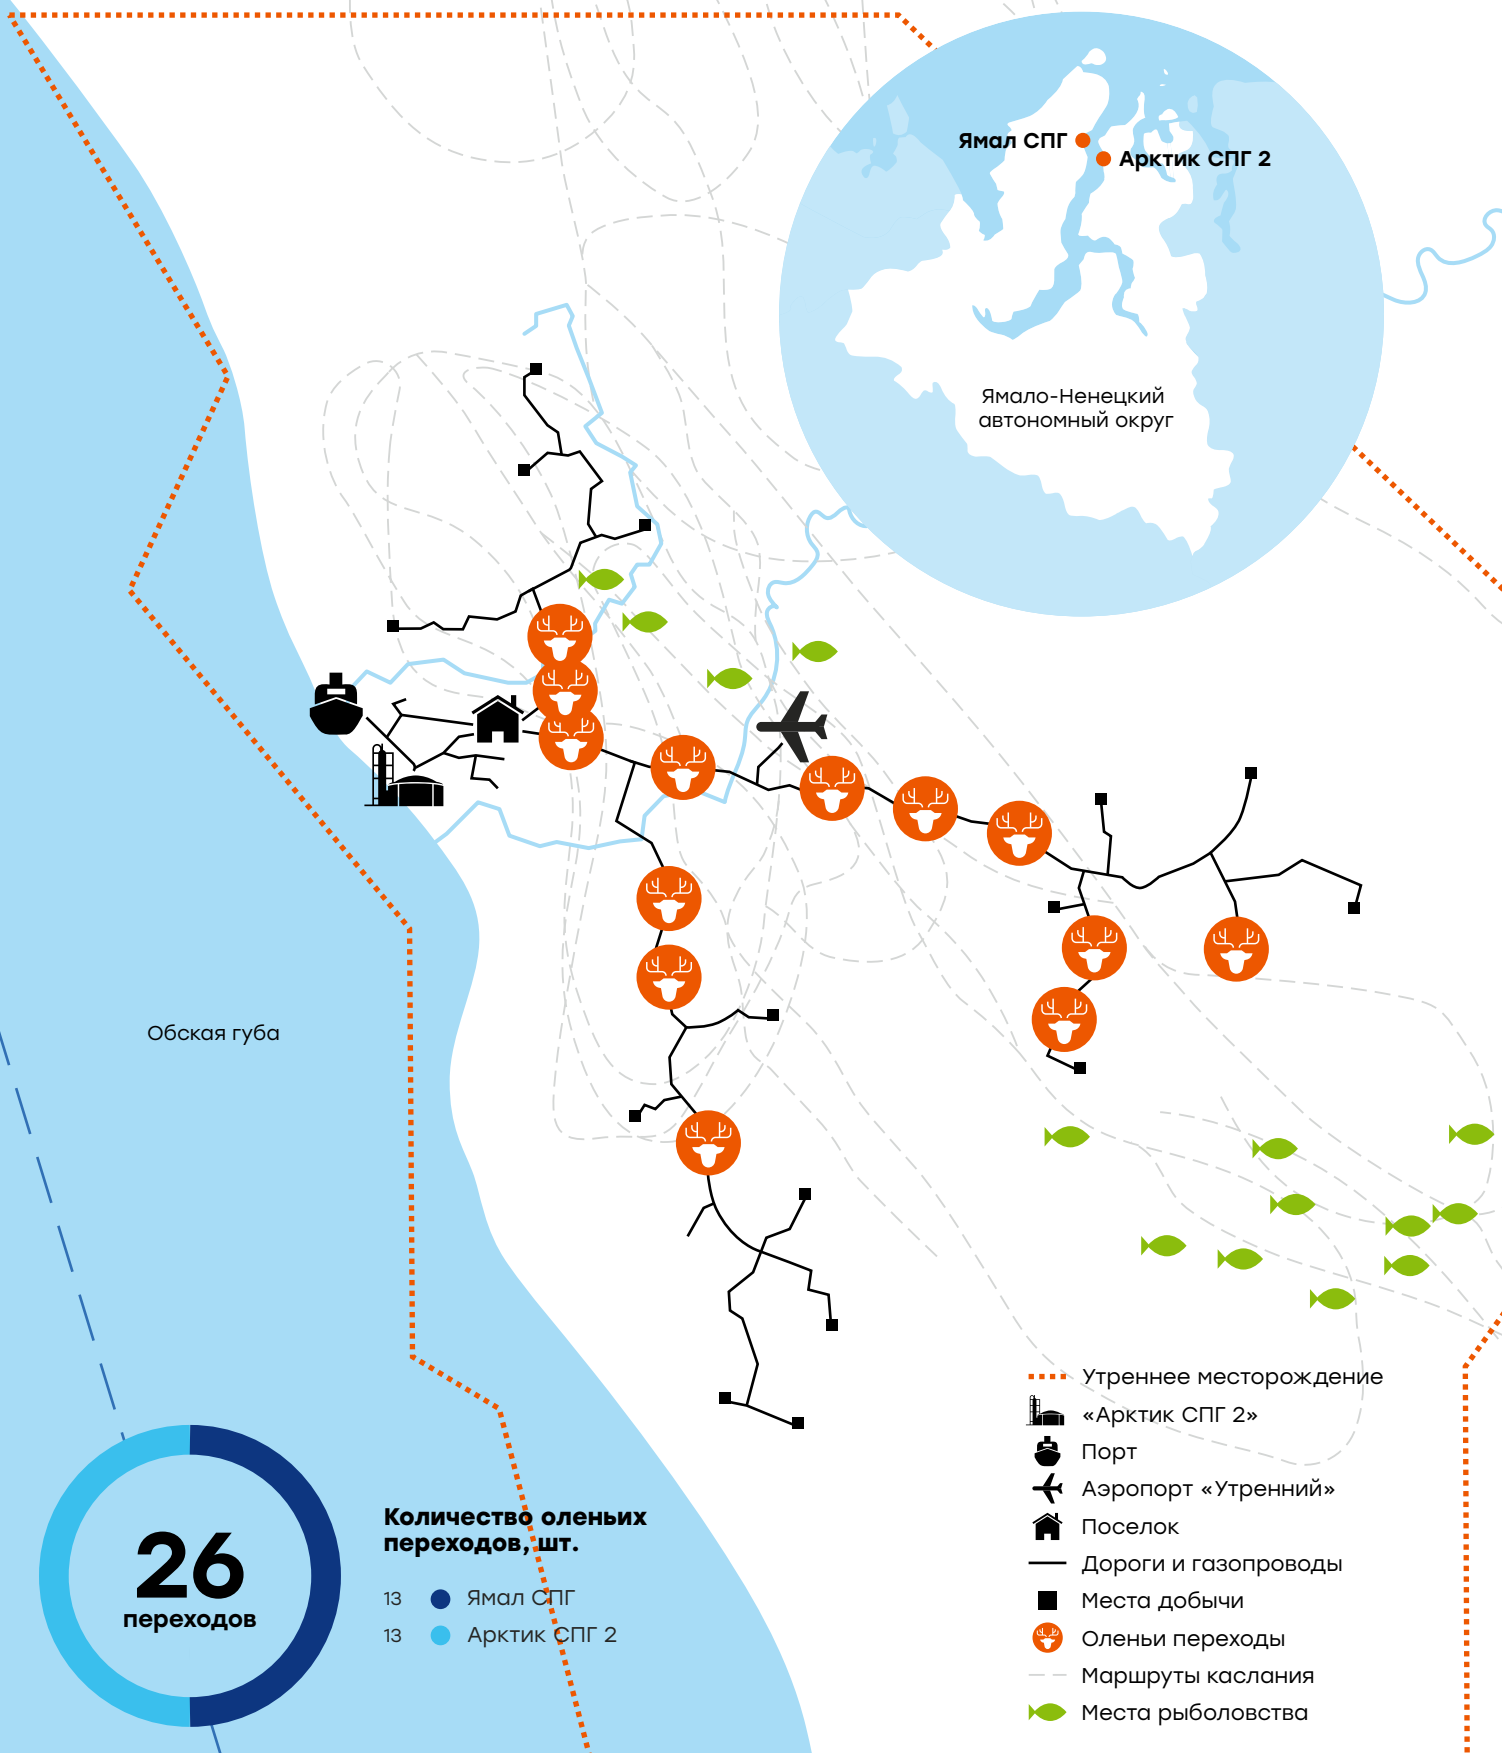 Ямал СПГ
Арктик СПГ 2
Ямало-Ненецкий
автономный округ
Обская губа
26
переходов
Количество оленьих
переходов, шт.
13 Ямал СПГ
13 Арктик СПГ 2
Утреннее месторождение
«Арктик СПГ 2»
Порт
Аэропорт «Утренний»
Поселок
Дороги и газопроводы
Места добычи
Оленьи переходы
Маршруты каслания
Места рыболовства